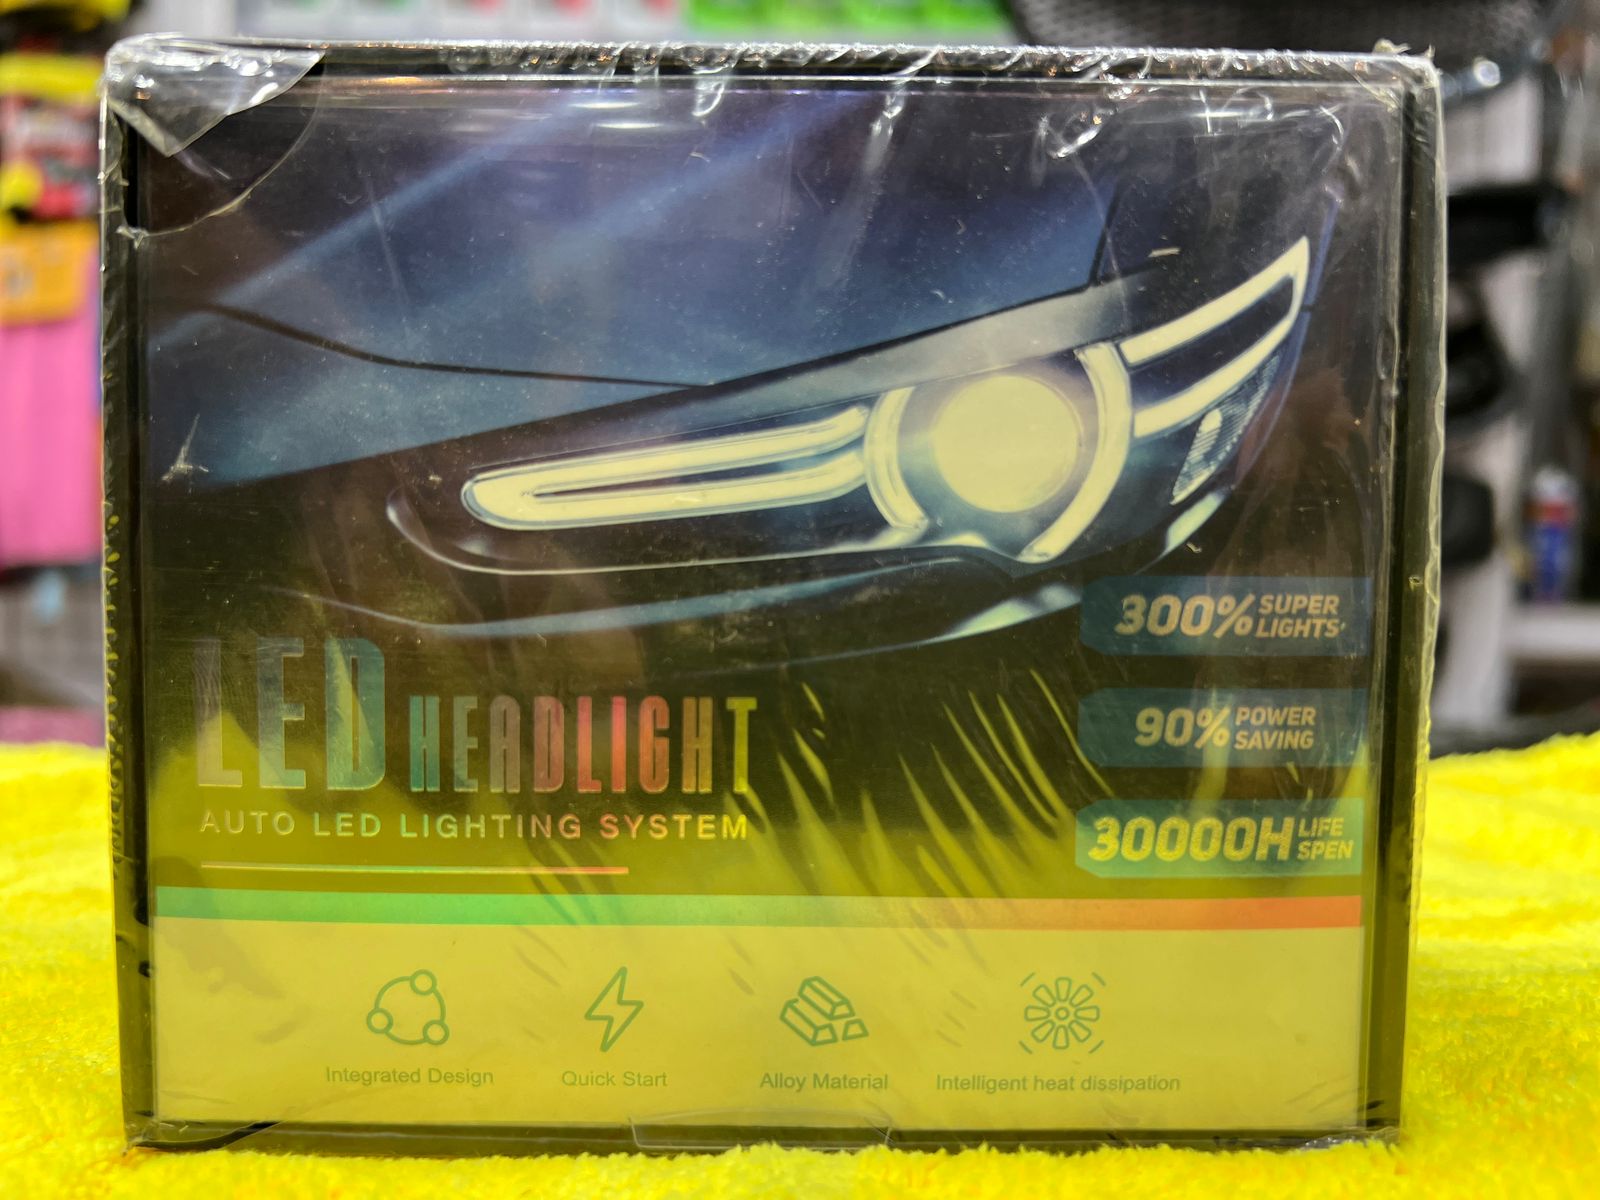 300% SUPER LIGHTS
90% POWER SAVING
30000H LIFE SPEN
LED HEADLIGHT
AUTO LED LIGHTING SYSTEM
Integrated Design
Quick Start
Alloy Material
Intelligent heat dissipation